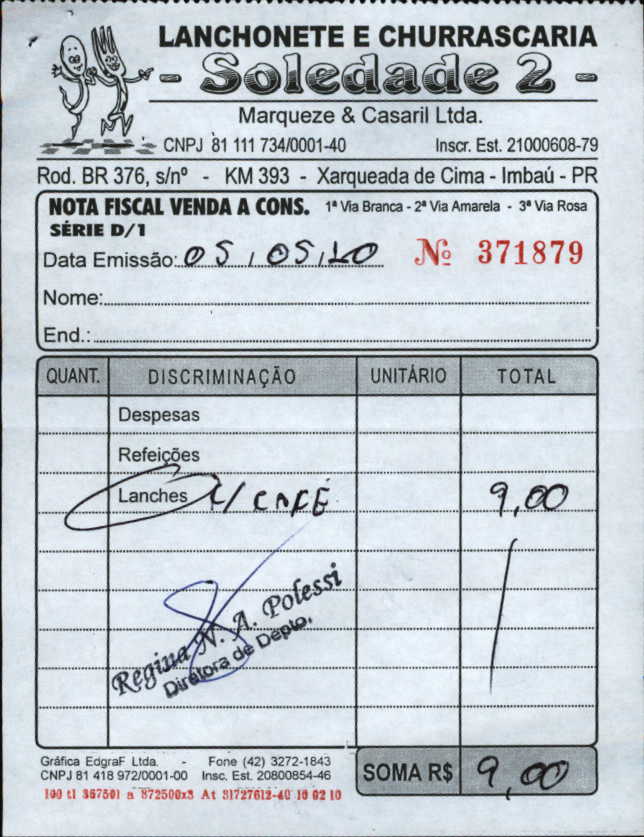 LANCHONETE E CHURRASCARIA
- Soledade 2 -
Marqueze & Casaril Ltda.
CNPJ 81 111 734/0001-40 Inscr. Est. 21000608-79
Rod. BR 376, s/nº - KM 393 - Xarqueada de Cima - Imbaú - PR
NOTA FISCAL VENDA A CONS. 1ª Via Branca - 2ª Via Amarela - 3ª Via Rosa
SÉRIE D/1
Data Emissão: 05,05,10 Nº 371879
Nome:
End.:
QUANT. DISCRIMINAÇÃO UNITÁRIO TOTAL
Despesas
Refeições
Lanches C/ CAFÉ 9,00
Regina N. A. Polessi
Diretora de Depto.
Gráfica EdgraF Ltda. - Fone (42) 3272-1843
CNPJ 81 418 972/0001-00 Insc. Est. 20800854-46
100 tl 367501 a 872500x3 At 31727612-40 10 02 10
SOMA R$ 9,00